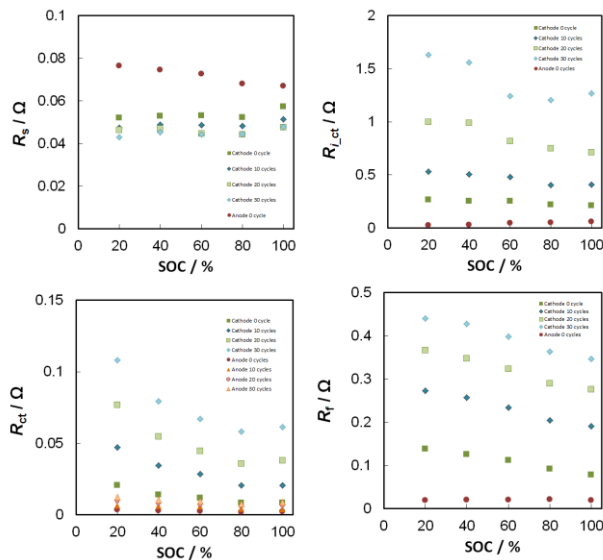 R_s / Ω
0.1
0.08
0.06
0.04
0.02
0
0 20 40 60 80 100
SOC / %
Cathode 0 cycle
Cathode 10 cycles
Cathode 20 cycles
Cathode 30 cycles
Anode 0 cycle
R_i_ct / Ω
2
1.5
1
0.5
0
0 20 40 60 80 100
SOC / %
Cathode 0 cycle
Cathode 10 cycles
Cathode 20 cycles
Cathode 30 cycles
Anode 0 cycles
R_ct / Ω
0.15
0.1
0.05
0
0 20 40 60 80 100
SOC / %
Cathode 0 cycle
Cathode 10 cycles
Cathode 20 cycles
Cathode 30 cycles
Anode 0 cycles
Anode 10 cycles
Anode 20 cycles
Anode 30 cycles
R_f / Ω
0.5
0.4
0.3
0.2
0.1
0
0 20 40 60 80 100
SOC / %
Cathode 0 cycle
Cathode 10 cycles
Cathode 20 cycles
Cathode 30 cycles
Anode 0 cycles